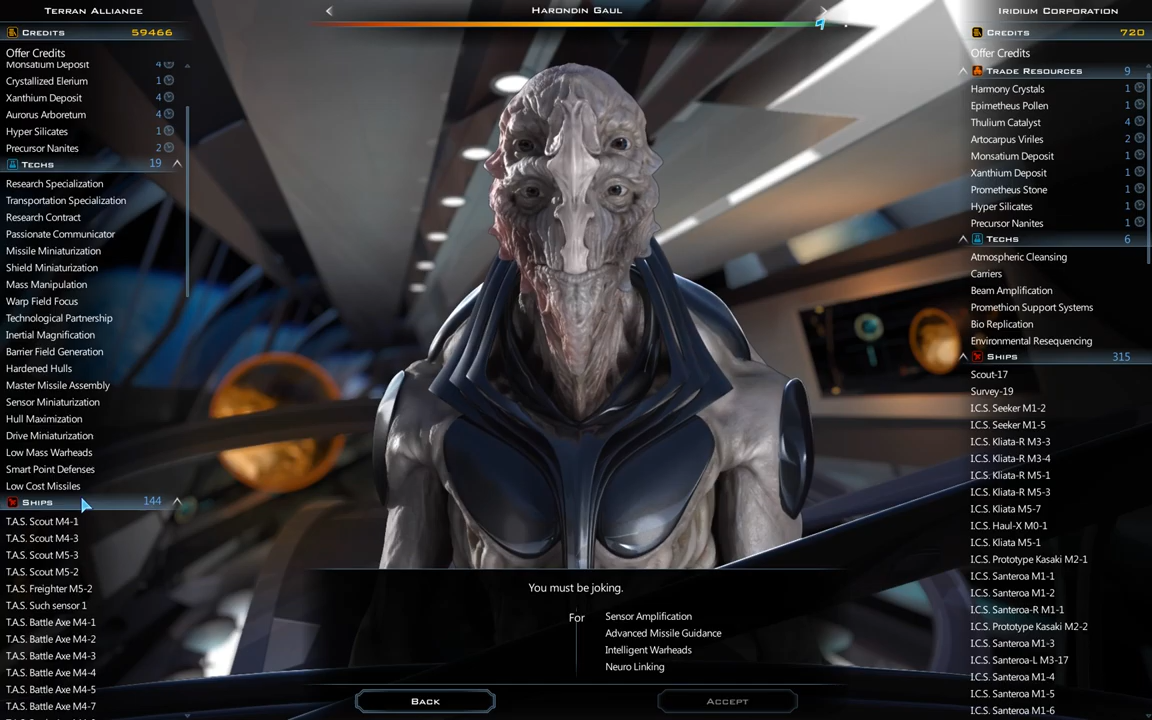 TERRAN ALLIANCE
CREDITS 59466
Offer Credits
Monsatium Deposit 4
Crystallized Elerium 1
Xanthium Deposit 4
Aurorus Arboretum 4
Hyper Silicates 1
Precursor Nanites 2
TECHS 19
Research Specialization
Transportation Specialization
Research Contract
Passionate Communicator
Missile Miniaturization
Shield Miniaturization
Mass Manipulation
Warp Field Focus
Technological Partnership
Inertial Magnification
Barrier Field Generation
Hardened Hulls
Master Missile Assembly
Sensor Miniaturization
Hull Maximization
Drive Miniaturization
Low Mass Warheads
Smart Point Defenses
Low Cost Missiles
SHIPS 144
T.A.S. Scout M4-1
T.A.S. Scout M4-3
T.A.S. Scout M5-3
T.A.S. Scout M5-2
T.A.S. Freighter M5-2
T.A.S. Such sensor 1
T.A.S. Battle Axe M4-1
T.A.S. Battle Axe M4-2
T.A.S. Battle Axe M4-3
T.A.S. Battle Axe M4-4
T.A.S. Battle Axe M4-5
T.A.S. Battle Axe M4-7
HARONDIN GAUL
You must be joking.
For
Sensor Amplification
Advanced Missile Guidance
Intelligent Warheads
Neuro Linking
BACK
ACCEPT
IRIDIUM CORPORATION
CREDITS 720
Offer Credits
TRADE RESOURCES 9
Harmony Crystals 1
Epimetheus Pollen 1
Thulium Catalyst 4
Artocarpus Viriles 2
Monsatium Deposit 1
Xanthium Deposit 1
Prometheus Stone 1
Hyper Silicates 1
Precursor Nanites 1
TECHS 6
Atmospheric Cleansing
Carriers
Beam Amplification
Promethion Support Systems
Bio Replication
Environmental Resequencing
SHIPS 315
Scout-17
Survey-19
I.C.S. Seeker M1-2
I.C.S. Seeker M1-5
I.C.S. Kliata-R M3-3
I.C.S. Kliata-R M3-4
I.C.S. Kliata-R M5-1
I.C.S. Kliata-R M5-3
I.C.S. Kliata M5-7
I.C.S. Haul-X M0-1
I.C.S. Kliata M5-1
I.C.S. Prototype Kasaki M2-1
I.C.S. Santeroa M1-1
I.C.S. Santeroa M1-2
I.C.S. Santeroa-R M1-1
I.C.S. Prototype Kasaki M2-2
I.C.S. Santeroa M1-3
I.C.S. Santeroa-L M3-17
I.C.S. Santeroa M1-4
I.C.S. Santeroa M1-5
I.C.S. Santeroa M1-6